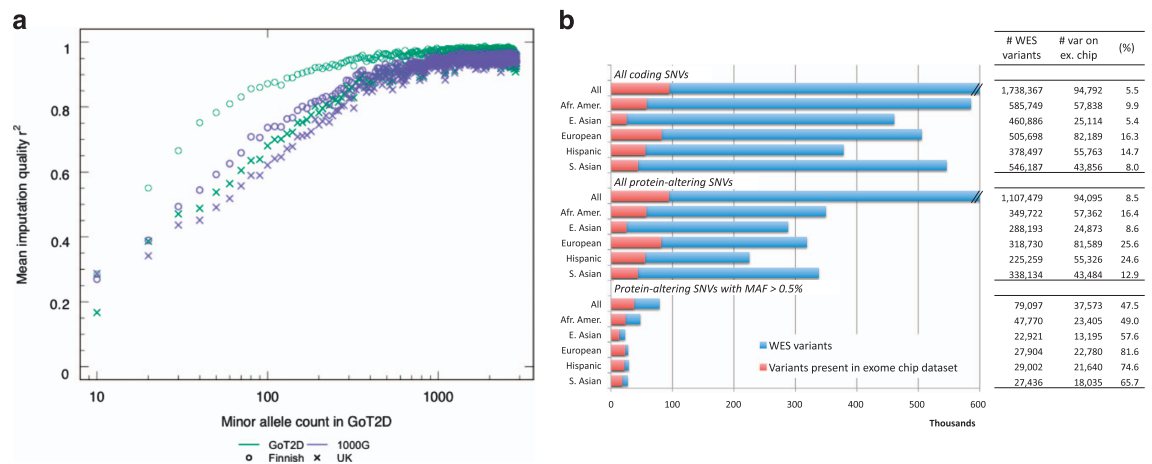 a
Mean imputation quality r²
1
0.8
0.6
0.4
0.2
0
10
100
1000
Minor allele count in GoT2D
GoT2D
1000G
Finnish
UK
b
# WES variants
# var on ex. chip
(%)
All coding SNVs
All 1,738,367 94,792 5.5
Afr. Amer. 585,749 57,838 9.9
E. Asian 460,886 25,114 5.4
European 505,698 82,189 16.3
Hispanic 378,497 55,763 14.7
S. Asian 546,187 43,856 8.0
All protein-altering SNVs
All 1,107,479 94,095 8.5
Afr. Amer. 349,722 57,362 16.4
E. Asian 288,193 24,873 8.6
European 318,730 81,589 25.6
Hispanic 225,259 55,326 24.6
S. Asian 338,134 43,484 12.9
Protein-altering SNVs with MAF > 0.5%
All 79,097 37,573 47.5
Afr. Amer. 47,770 23,405 49.0
E. Asian 22,921 13,195 57.6
European 27,904 22,780 81.6
Hispanic 29,002 21,640 74.6
S. Asian 27,436 18,035 65.7
WES variants
Variants present in exome chip dataset
0 100 200 300 400 500 600
Thousands